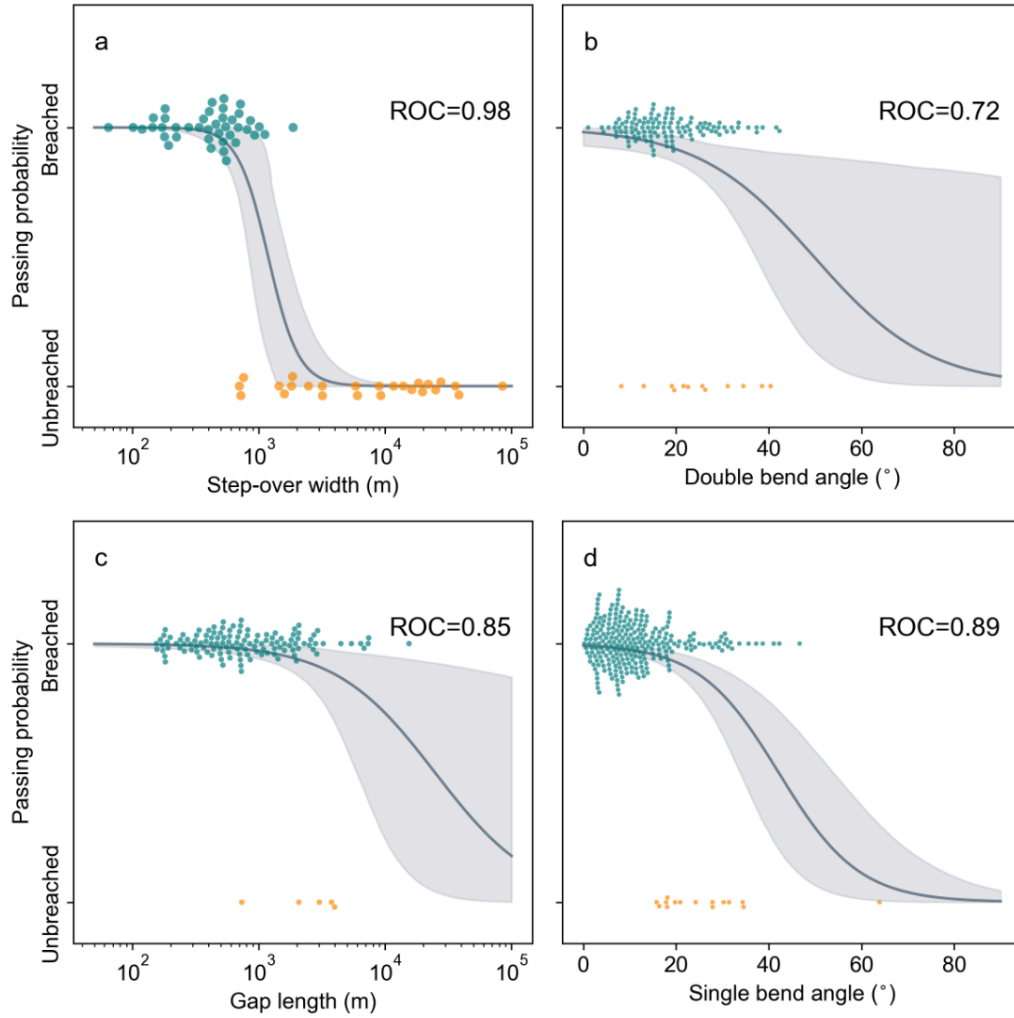 a
ROC=0.98
Breached
Passing probability
Unbreached
10² 10³ 10⁴ 10⁵
Step-over width (m)
b
ROC=0.72
0 20 40 60 80
Double bend angle (°)
c
ROC=0.85
Breached
Passing probability
Unbreached
10² 10³ 10⁴ 10⁵
Gap length (m)
d
ROC=0.89
0 20 40 60 80
Single bend angle (°)